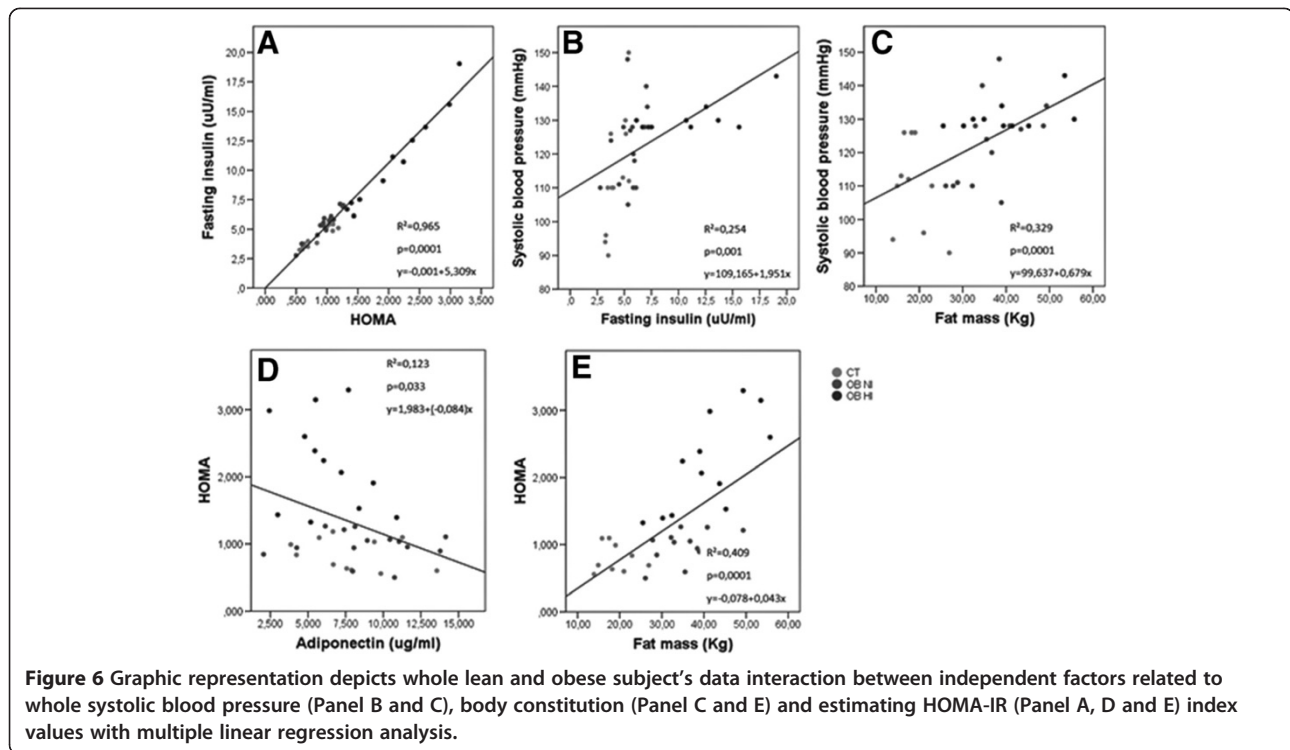 A
Fasting insulin (uU/ml)
20,0
17,5
15,0
12,5
10,0
7,5
5,0
2,5
,0
R²=0,965
p=0,0001
y=-0,001+5,309x
,000 ,500 1,000 1,500 2,000 2,500 3,000 3,500
HOMA
B
Systolic blood pressure (mmHg)
150
140
130
120
110
100
90
80
R²=0,254
p=0,001
y=109,165+1,951x
,0 2,5 5,0 7,5 10,0 12,5 15,0 17,5 20,0
Fasting insulin (uU/ml)
C
Systolic blood pressure (mmHg)
150
140
130
120
110
100
90
80
R²=0,329
p=0,0001
y=99,637+0,679x
10,00 20,00 30,00 40,00 50,00 60,00
Fat mass (Kg)
D
HOMA
3,000
2,000
1,000
,000
R²=0,123
p=0,033
y=1,983+(-0,084)x
2,500 5,000 7,500 10,000 12,500 15,000
Adiponectin (ug/ml)
E
HOMA
3,000
2,000
1,000
,000
R²=0,409
p=0,0001
y=-0,078+0,043x
10,00 20,00 30,00 40,00 50,00 60,00
Fat mass (Kg)
CT
OB NI
OB HI
Figure 6 Graphic representation depicts whole lean and obese subject's data interaction between independent factors related to
whole systolic blood pressure (Panel B and C), body constitution (Panel C and E) and estimating HOMA-IR (Panel A, D and E) index
values with multiple linear regression analysis.